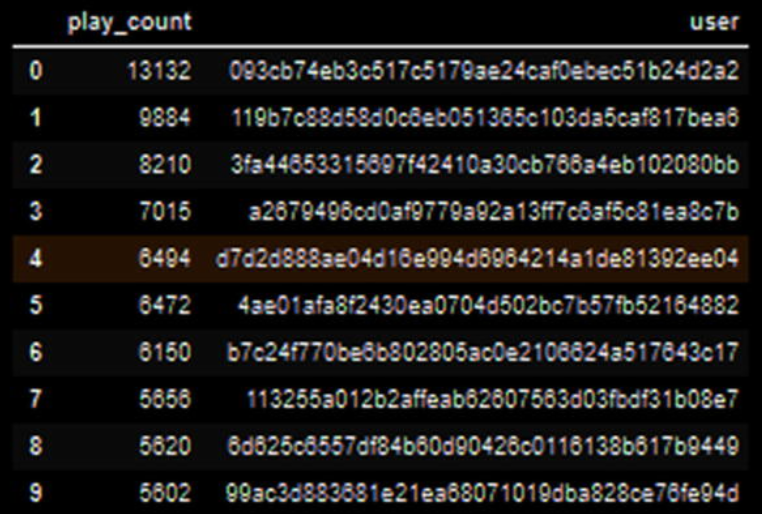 play_count user
0 13132 093cb74eb3c517c5179ae24caf0ebec51b24d2a2
1 9884 119b7c88d58d0c6eb051365c103da5caf817bea6
2 8210 3fa44653315697f42410a30cb766a4eb102080bb
3 7015 a2679496cd0af9779a92a13ff7c6af5c81ea8c7b
4 6494 d7d2d888ae04d16e994d6964214a1de81392ee04
5 6472 4ae01afa8f2430ea0704d502bc7b57fb52164882
6 6150 b7c24f770be6b802805ac0e2106624a517643c17
7 5656 113255a012b2affeab62607563d03fbdf31b08e7
8 5620 6d625c6557df84b60d90426c0116138b617b9449
9 5602 99ac3d883681e21ea68071019dba828ce76fe94d